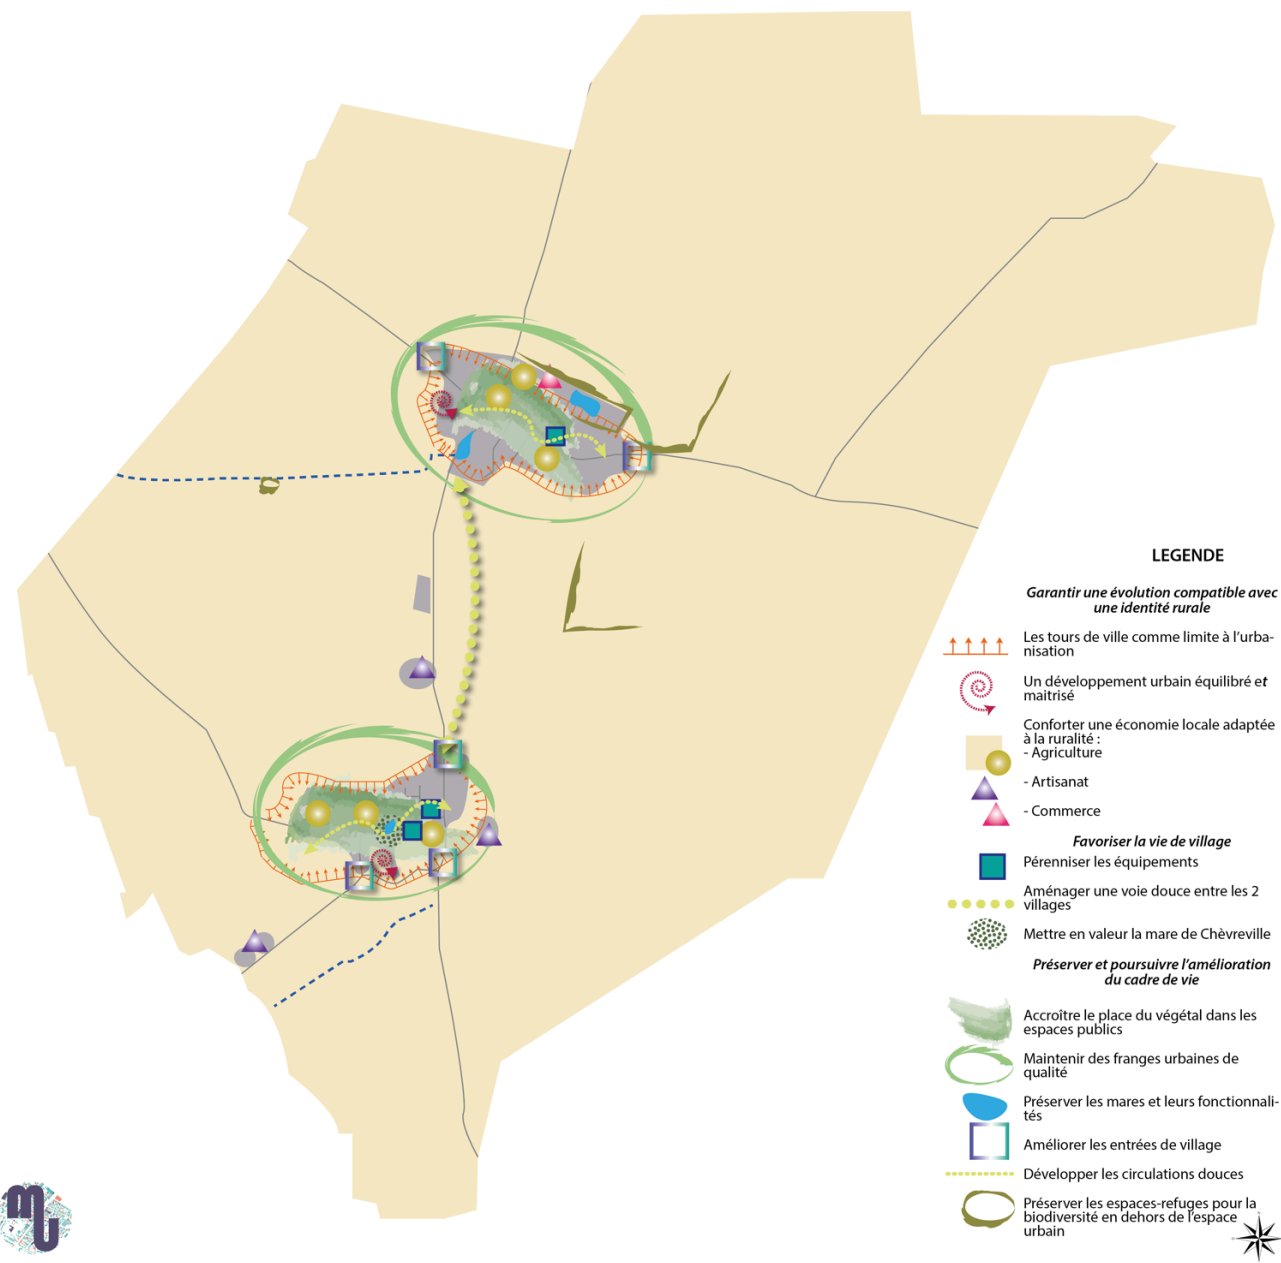 LEGENDE
Garantir une évolution compatible avec
une identité rurale
Les tours de ville comme limite à l'urba-
nisation
Un développement urbain équilibré et
maitrisé
Conforter une économie locale adaptée
à la ruralité :
- Agriculture
- Artisanat
- Commerce
Favoriser la vie de village
Pérenniser les équipements
Aménager une voie douce entre les 2
villages
Mettre en valeur la mare de Chèvreville
Préserver et poursuivre l'amélioration
du cadre de vie
Accroître le place du végétal dans les
espaces publics
Maintenir des franges urbaines de
qualité
Préserver les mares et leurs fonctionnali-
tés
Améliorer les entrées de village
Développer les circulations douces
Préserver les espaces-refuges pour la
biodiversité en dehors de l'espace
urbain
mu